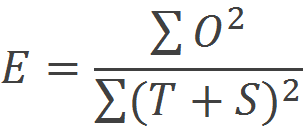 E = ∑ O² / ∑(T + S)²